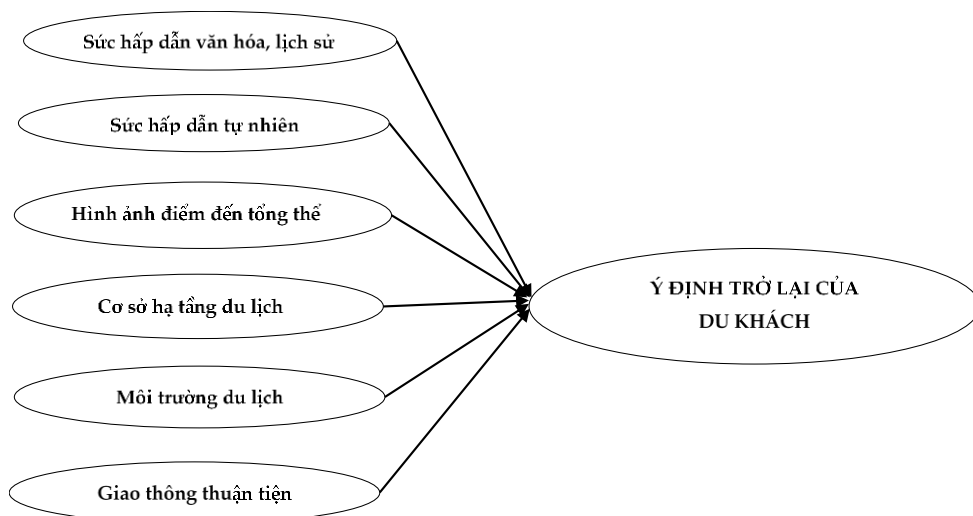 Sức hấp dẫn văn hóa, lịch sử
Sức hấp dẫn tự nhiên
Hình ảnh điểm đến tổng thể
Cơ sở hạ tầng du lịch
Môi trường du lịch
Giao thông thuận tiện
Ý ĐỊNH TRỞ LẠI CỦA
DU KHÁCH